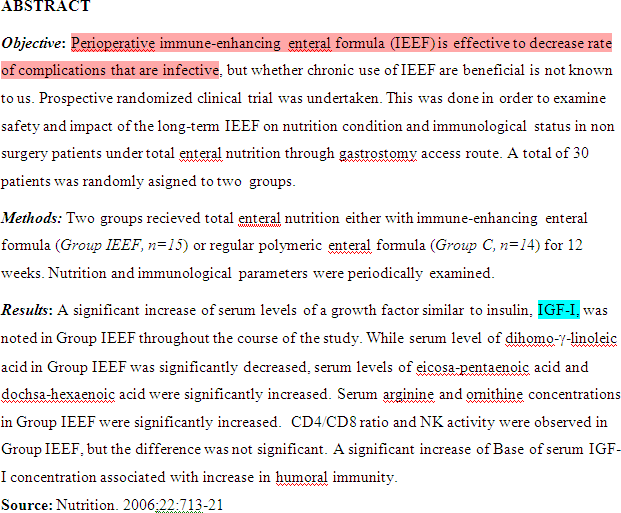 ABSTRACT
Objective: Perioperative immune-enhancing enteral formula (IEEF) is effective to decrease rate
of complications that are infective, but whether chronic use of IEEF are beneficial is not known
to us. Prospective randomized clinical trial was undertaken. This was done in order to examine
safety and impact of the long-term IEEF on nutrition condition and immunological status in non
surgery patients under total enteral nutrition through gastrostomy access route. A total of 30
patients was randomly asigned to two groups.
Methods: Two groups recieved total enteral nutrition either with immune-enhancing enteral
formula (Group IEEF, n=15) or regular polymeric enteral formula (Group C, n=14) for 12
weeks. Nutrition and immunological parameters were periodically examined.
Results: A significant increase of serum levels of a growth factor similar to insulin, IGF-I, was
noted in Group IEEF throughout the course of the study. While serum level of dihomo-γ-linoleic
acid in Group IEEF was significantly decreased, serum levels of eicosa-pentaenoic acid and
dochsa-hexaenoic acid were significantly increased. Serum arginine and ornithine concentrations
in Group IEEF were significantly increased. CD4/CD8 ratio and NK activity were observed in
Group IEEF, but the difference was not significant. A significant increase of Base of serum IGF-
I concentration associated with increase in humoral immunity.
Source: Nutrition. 2006;22:713-21